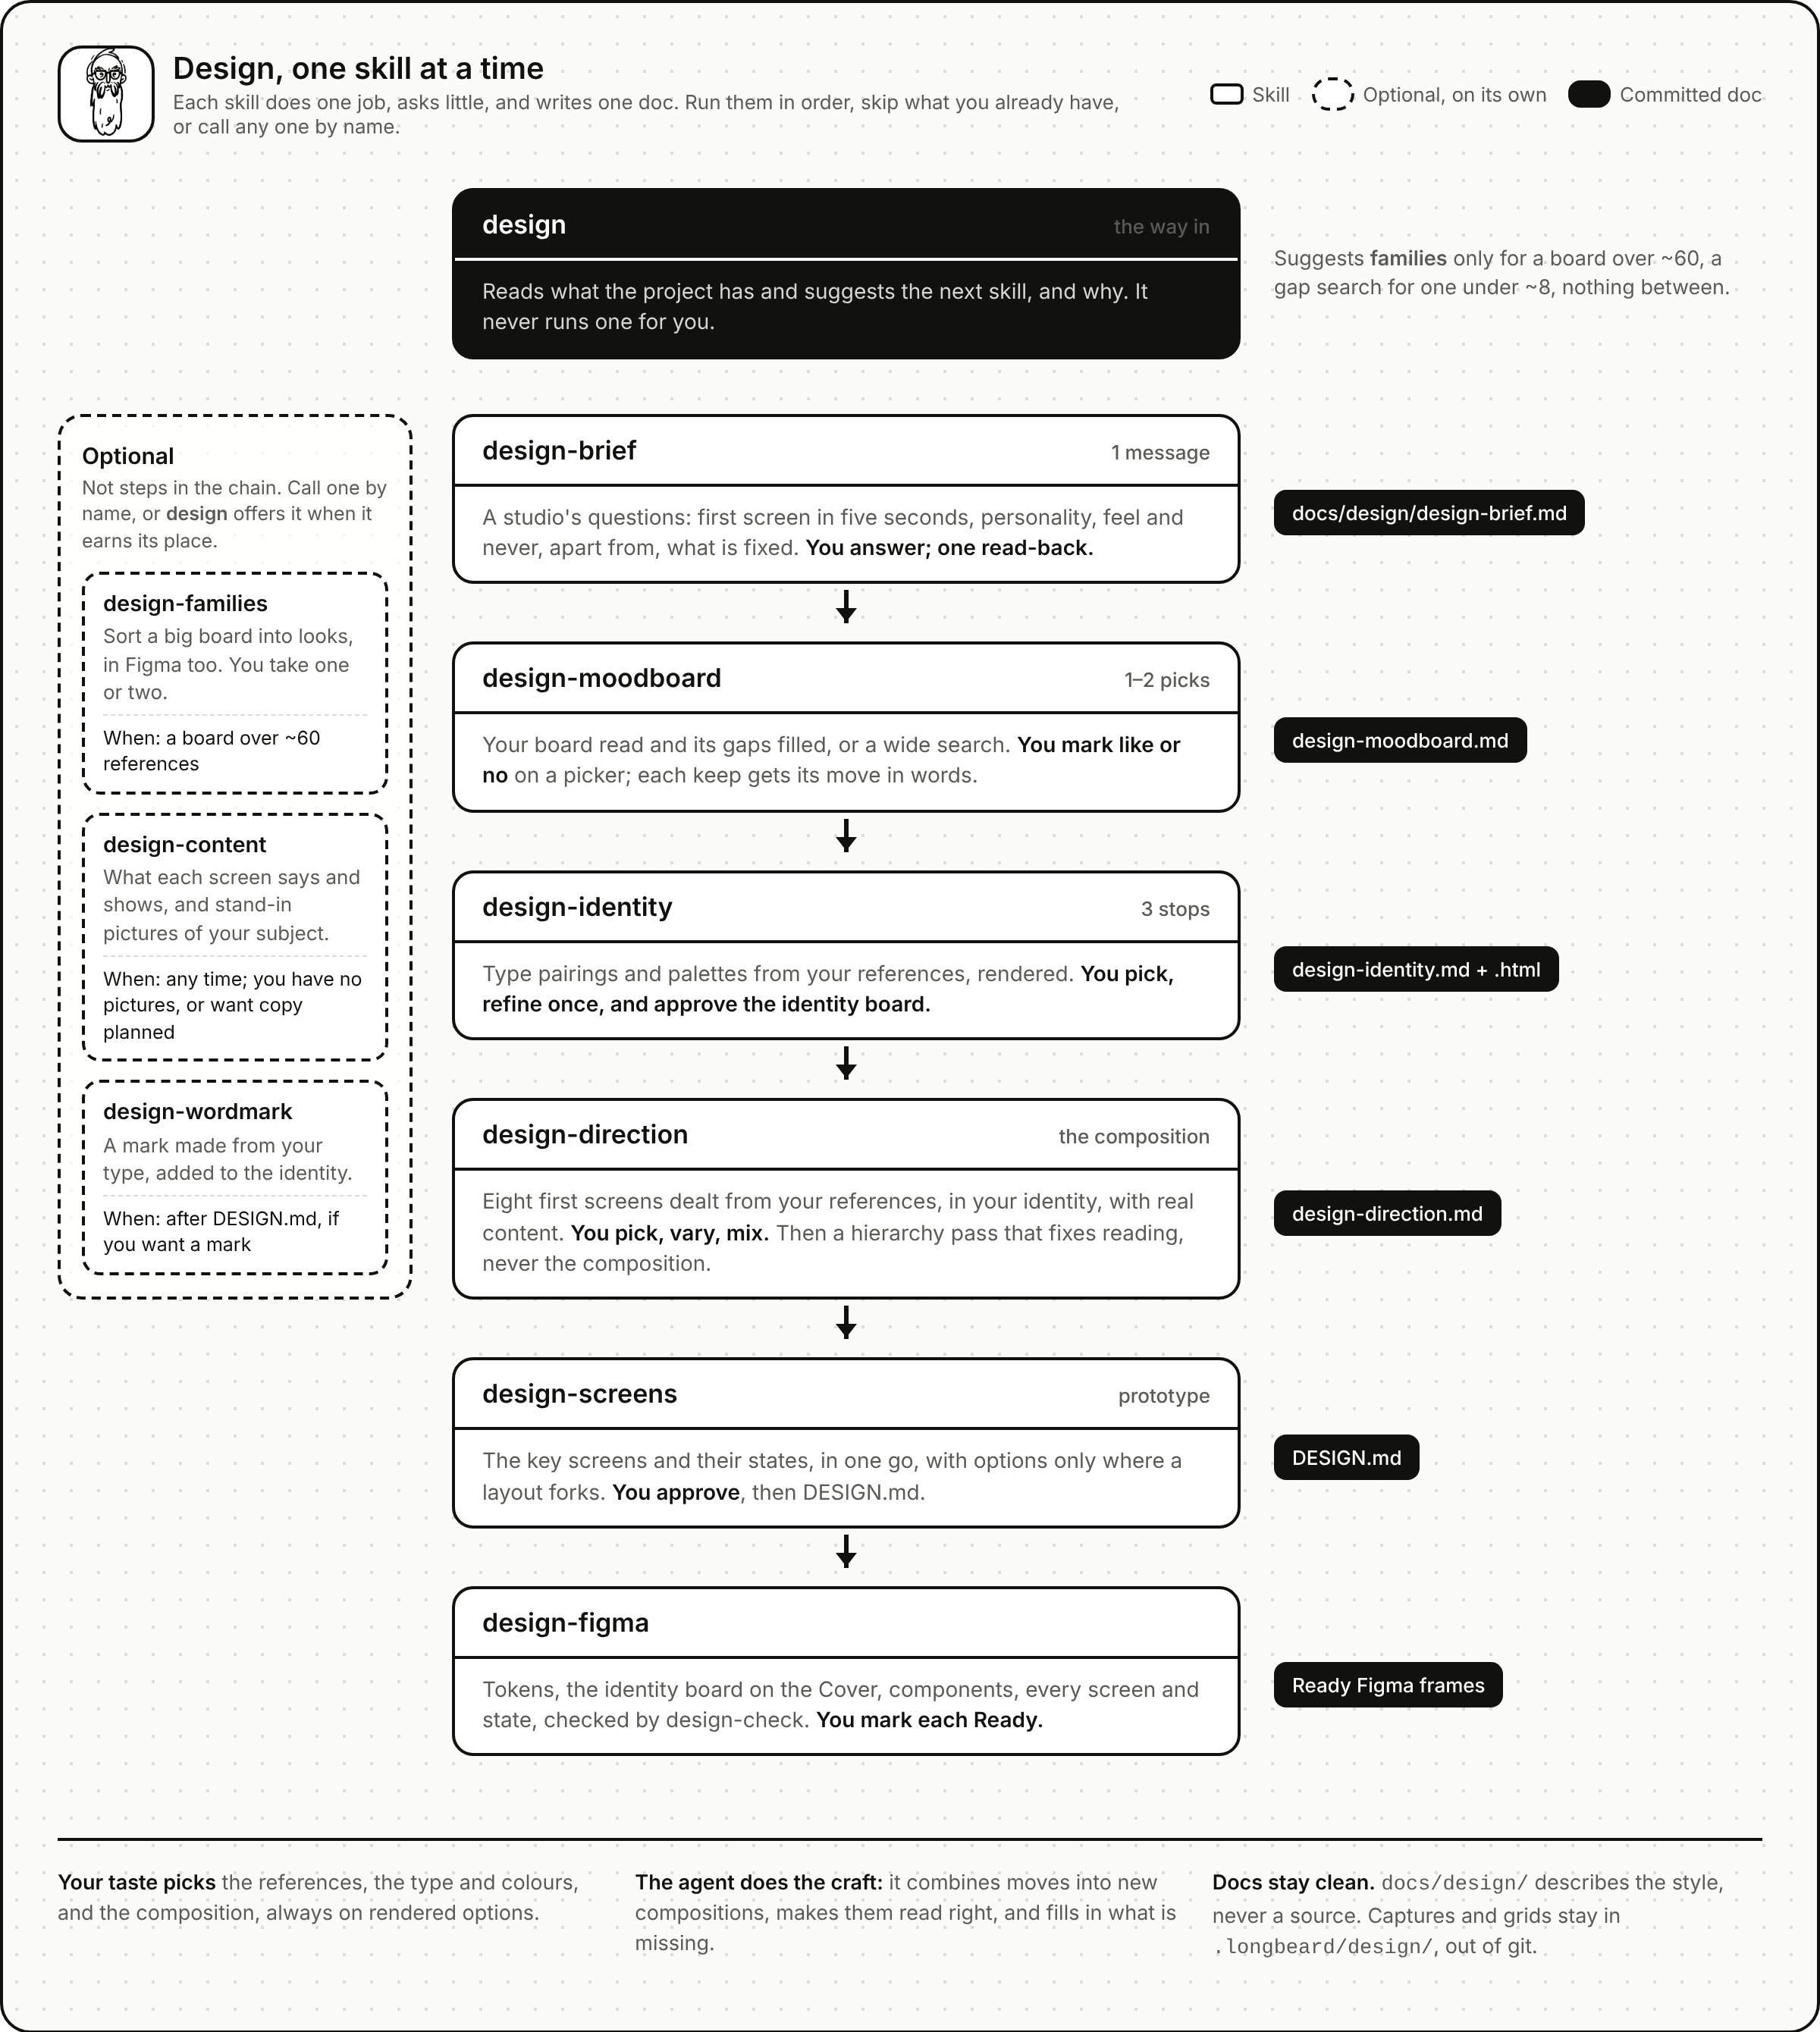 Design, one skill at a time
Each skill does one job, asks little, and writes one doc. Run them in order, skip what you already have,
or call any one by name.
Skill
Optional, on its own
Committed doc
design
the way in
Reads what the project has and suggests the next skill, and why. It
never runs one for you.
Suggests families only for a board over ~60, a
gap search for one under ~8, nothing between.
Optional
Not steps in the chain. Call one by
name, or design offers it when it
earns its place.
design-families
Sort a big board into looks,
in Figma too. You take one
or two.
When: a board over ~60
references
design-content
What each screen says and
shows, and stand-in
pictures of your subject.
When: any time; you have no
pictures, or want copy
planned
design-wordmark
A mark made from your
type, added to the identity.
When: after DESIGN.md, if
you want a mark
design-brief
1 message
A studio's questions: first screen in five seconds, personality, feel and
never, apart from, what is fixed. You answer; one read-back.
docs/design/design-brief.md
design-moodboard
1–2 picks
Your board read and its gaps filled, or a wide search. You mark like or
no on a picker; each keep gets its move in words.
design-moodboard.md
design-identity
3 stops
Type pairings and palettes from your references, rendered. You pick,
refine once, and approve the identity board.
design-identity.md + .html
design-direction
the composition
Eight first screens dealt from your references, in your identity, with real
content. You pick, vary, mix. Then a hierarchy pass that fixes reading,
never the composition.
design-direction.md
design-screens
prototype
The key screens and their states, in one go, with options only where a
layout forks. You approve, then DESIGN.md.
DESIGN.md
design-figma
Tokens, the identity board on the Cover, components, every screen and
state, checked by design-check. You mark each Ready.
Ready Figma frames
Your taste picks the references, the type and colours,
and the composition, always on rendered options.
The agent does the craft: it combines moves into new
compositions, makes them read right, and fills in what is
missing.
Docs stay clean. docs/design/ describes the style,
never a source. Captures and grids stay in
.longbeard/design/, out of git.